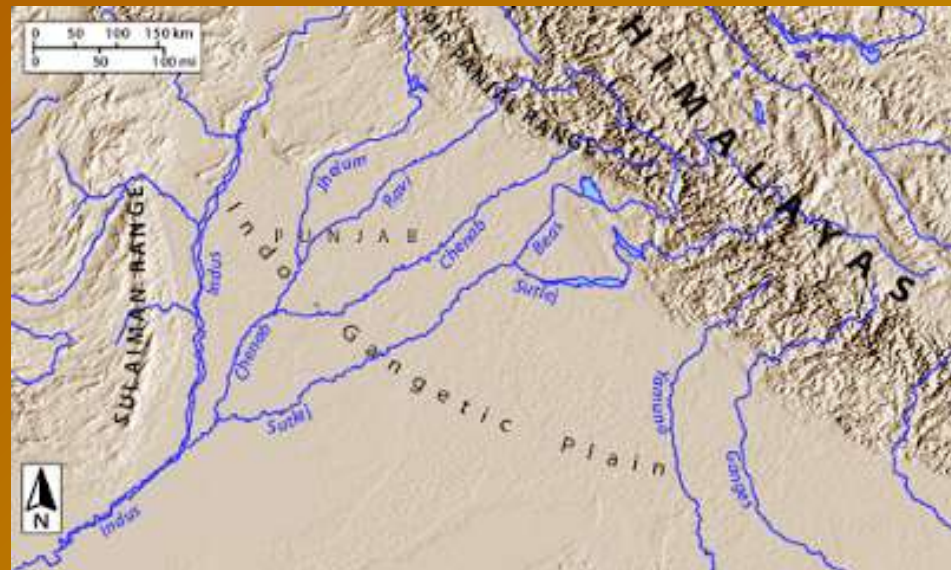 0 50 100 150 km
0 50 100 mi
PIR PANJAL RANGE
HIMALAYAS
Jhelum
Ravi
Indo
PUNJAB
Chenab
Beas
Sutlej
Indus
SULAIMAN RANGE
Chenab
Gangetic Plain
Sutlej
Yamuna
Ganges
Indus
N